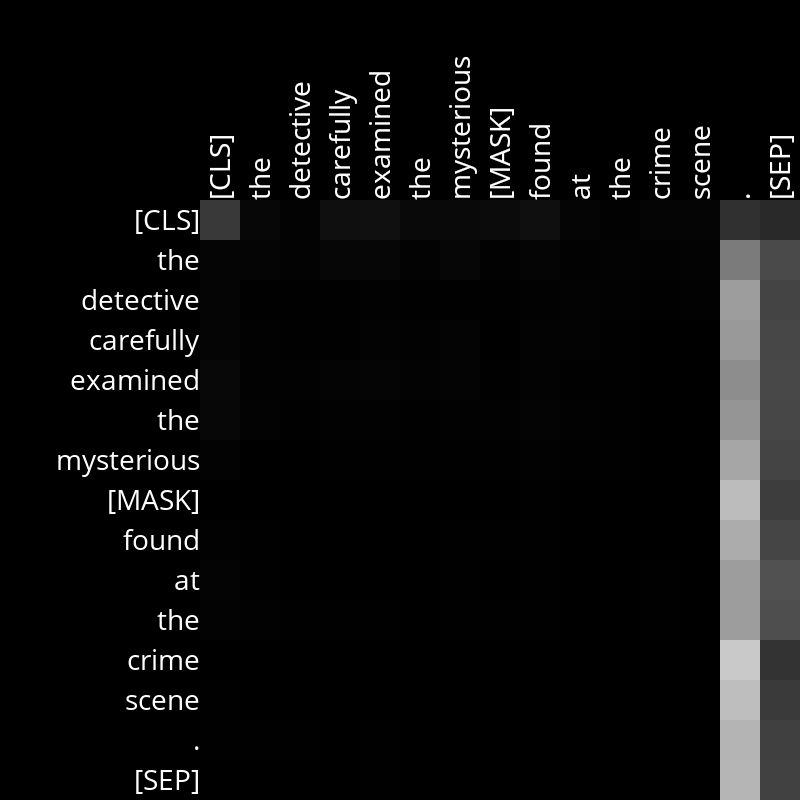 [CLS] the detective carefully examined the mysterious [MASK] found at the crime scene . [SEP]
[CLS]
the
detective
carefully
examined
the
mysterious
[MASK]
found
at
the
crime
scene
.
[SEP]